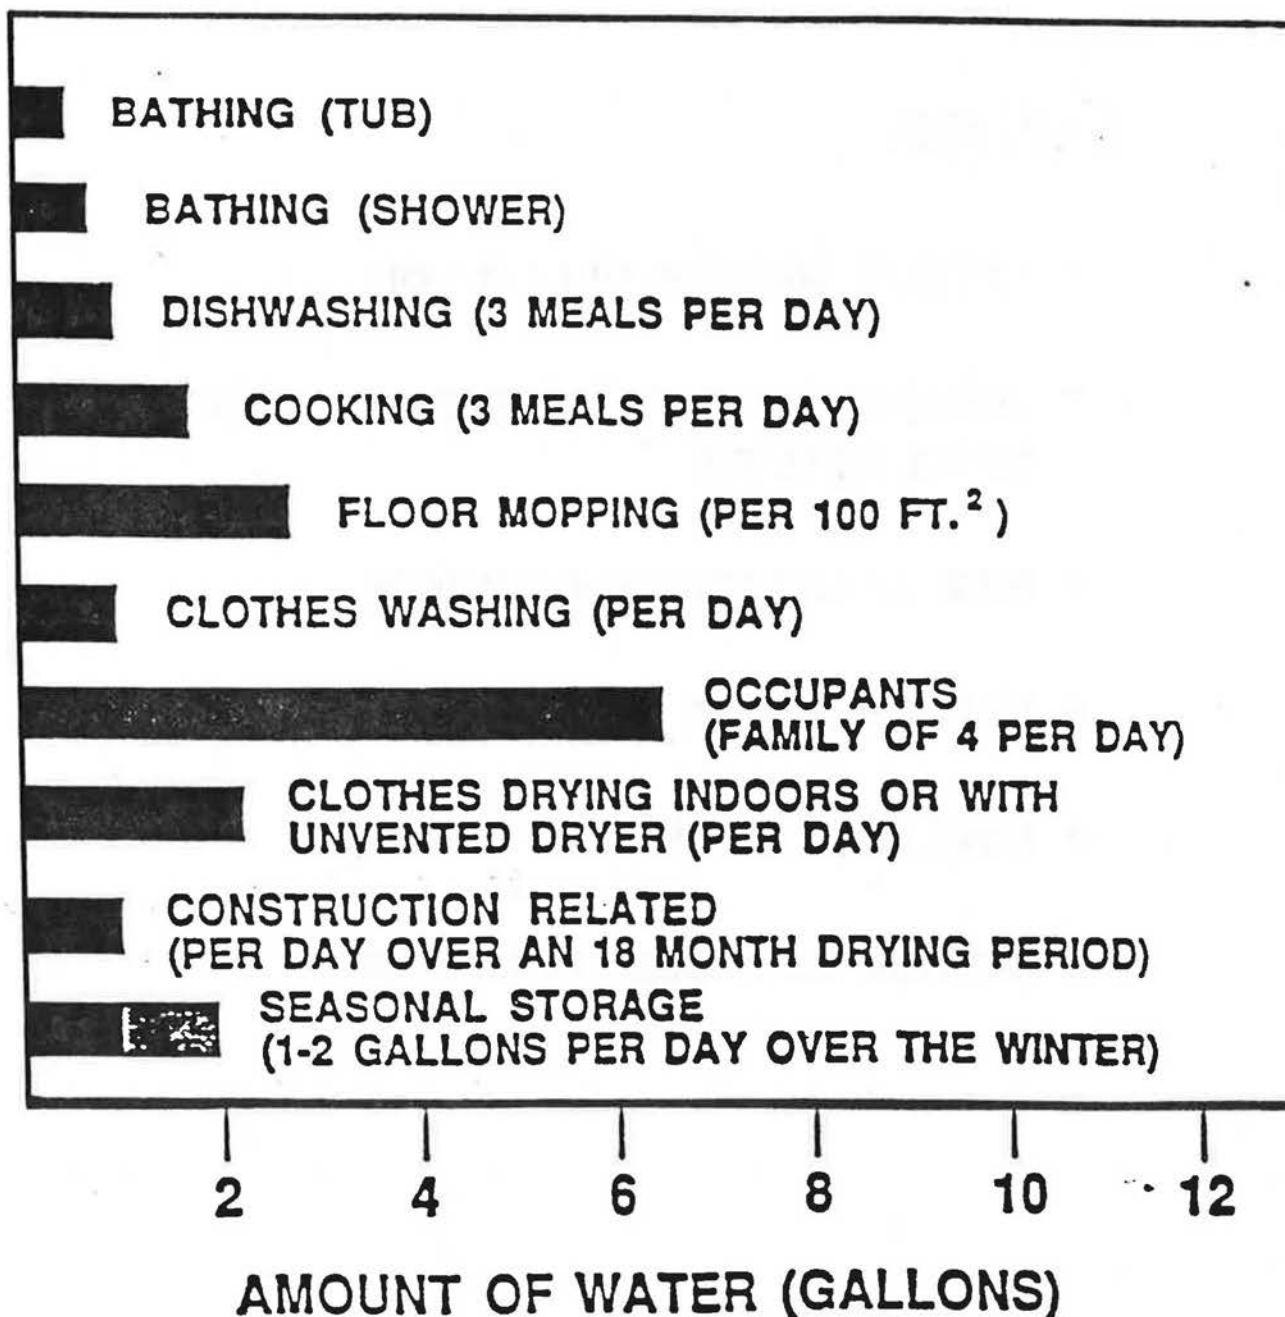 BATHING (TUB)
BATHING (SHOWER)
DISHWASHING (3 MEALS PER DAY)
COOKING (3 MEALS PER DAY)
FLOOR MOPPING (PER 100 FT.²)
CLOTHES WASHING (PER DAY)
OCCUPANTS
(FAMILY OF 4 PER DAY)
CLOTHES DRYING INDOORS OR WITH
UNVENTED DRYER (PER DAY)
CONSTRUCTION RELATED
(PER DAY OVER AN 18 MONTH DRYING PERIOD)
SEASONAL STORAGE
(1-2 GALLONS PER DAY OVER THE WINTER)
2 4 6 8 10 12
AMOUNT OF WATER (GALLONS)